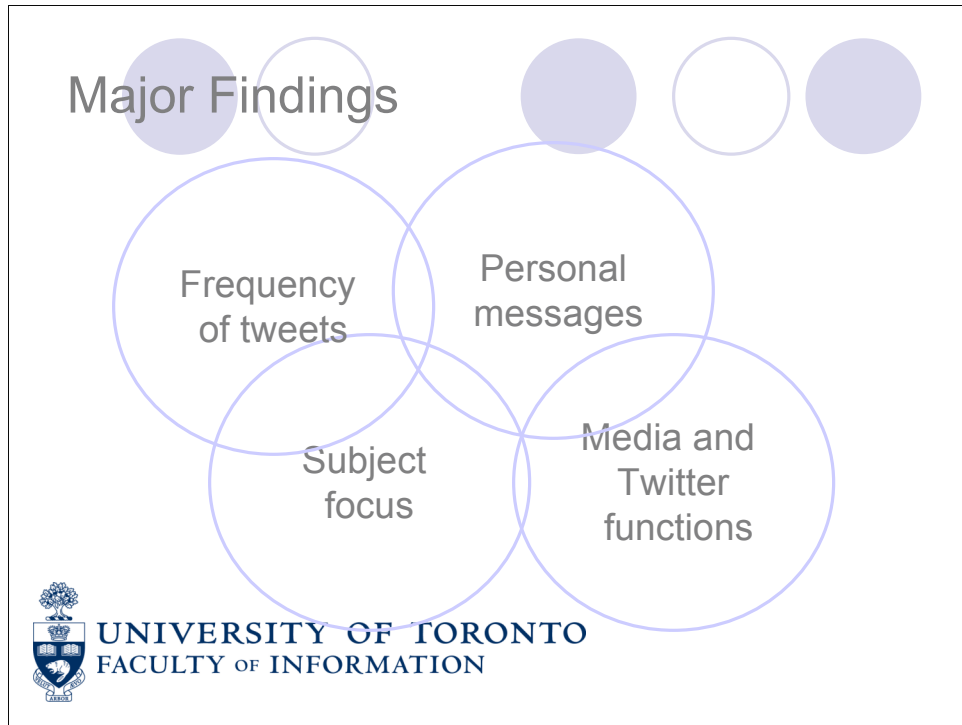 Major Findings
Frequency
of tweets
Personal
messages
Subject
focus
Media and
Twitter
functions
UNIVERSITY OF TORONTO
FACULTY OF INFORMATION